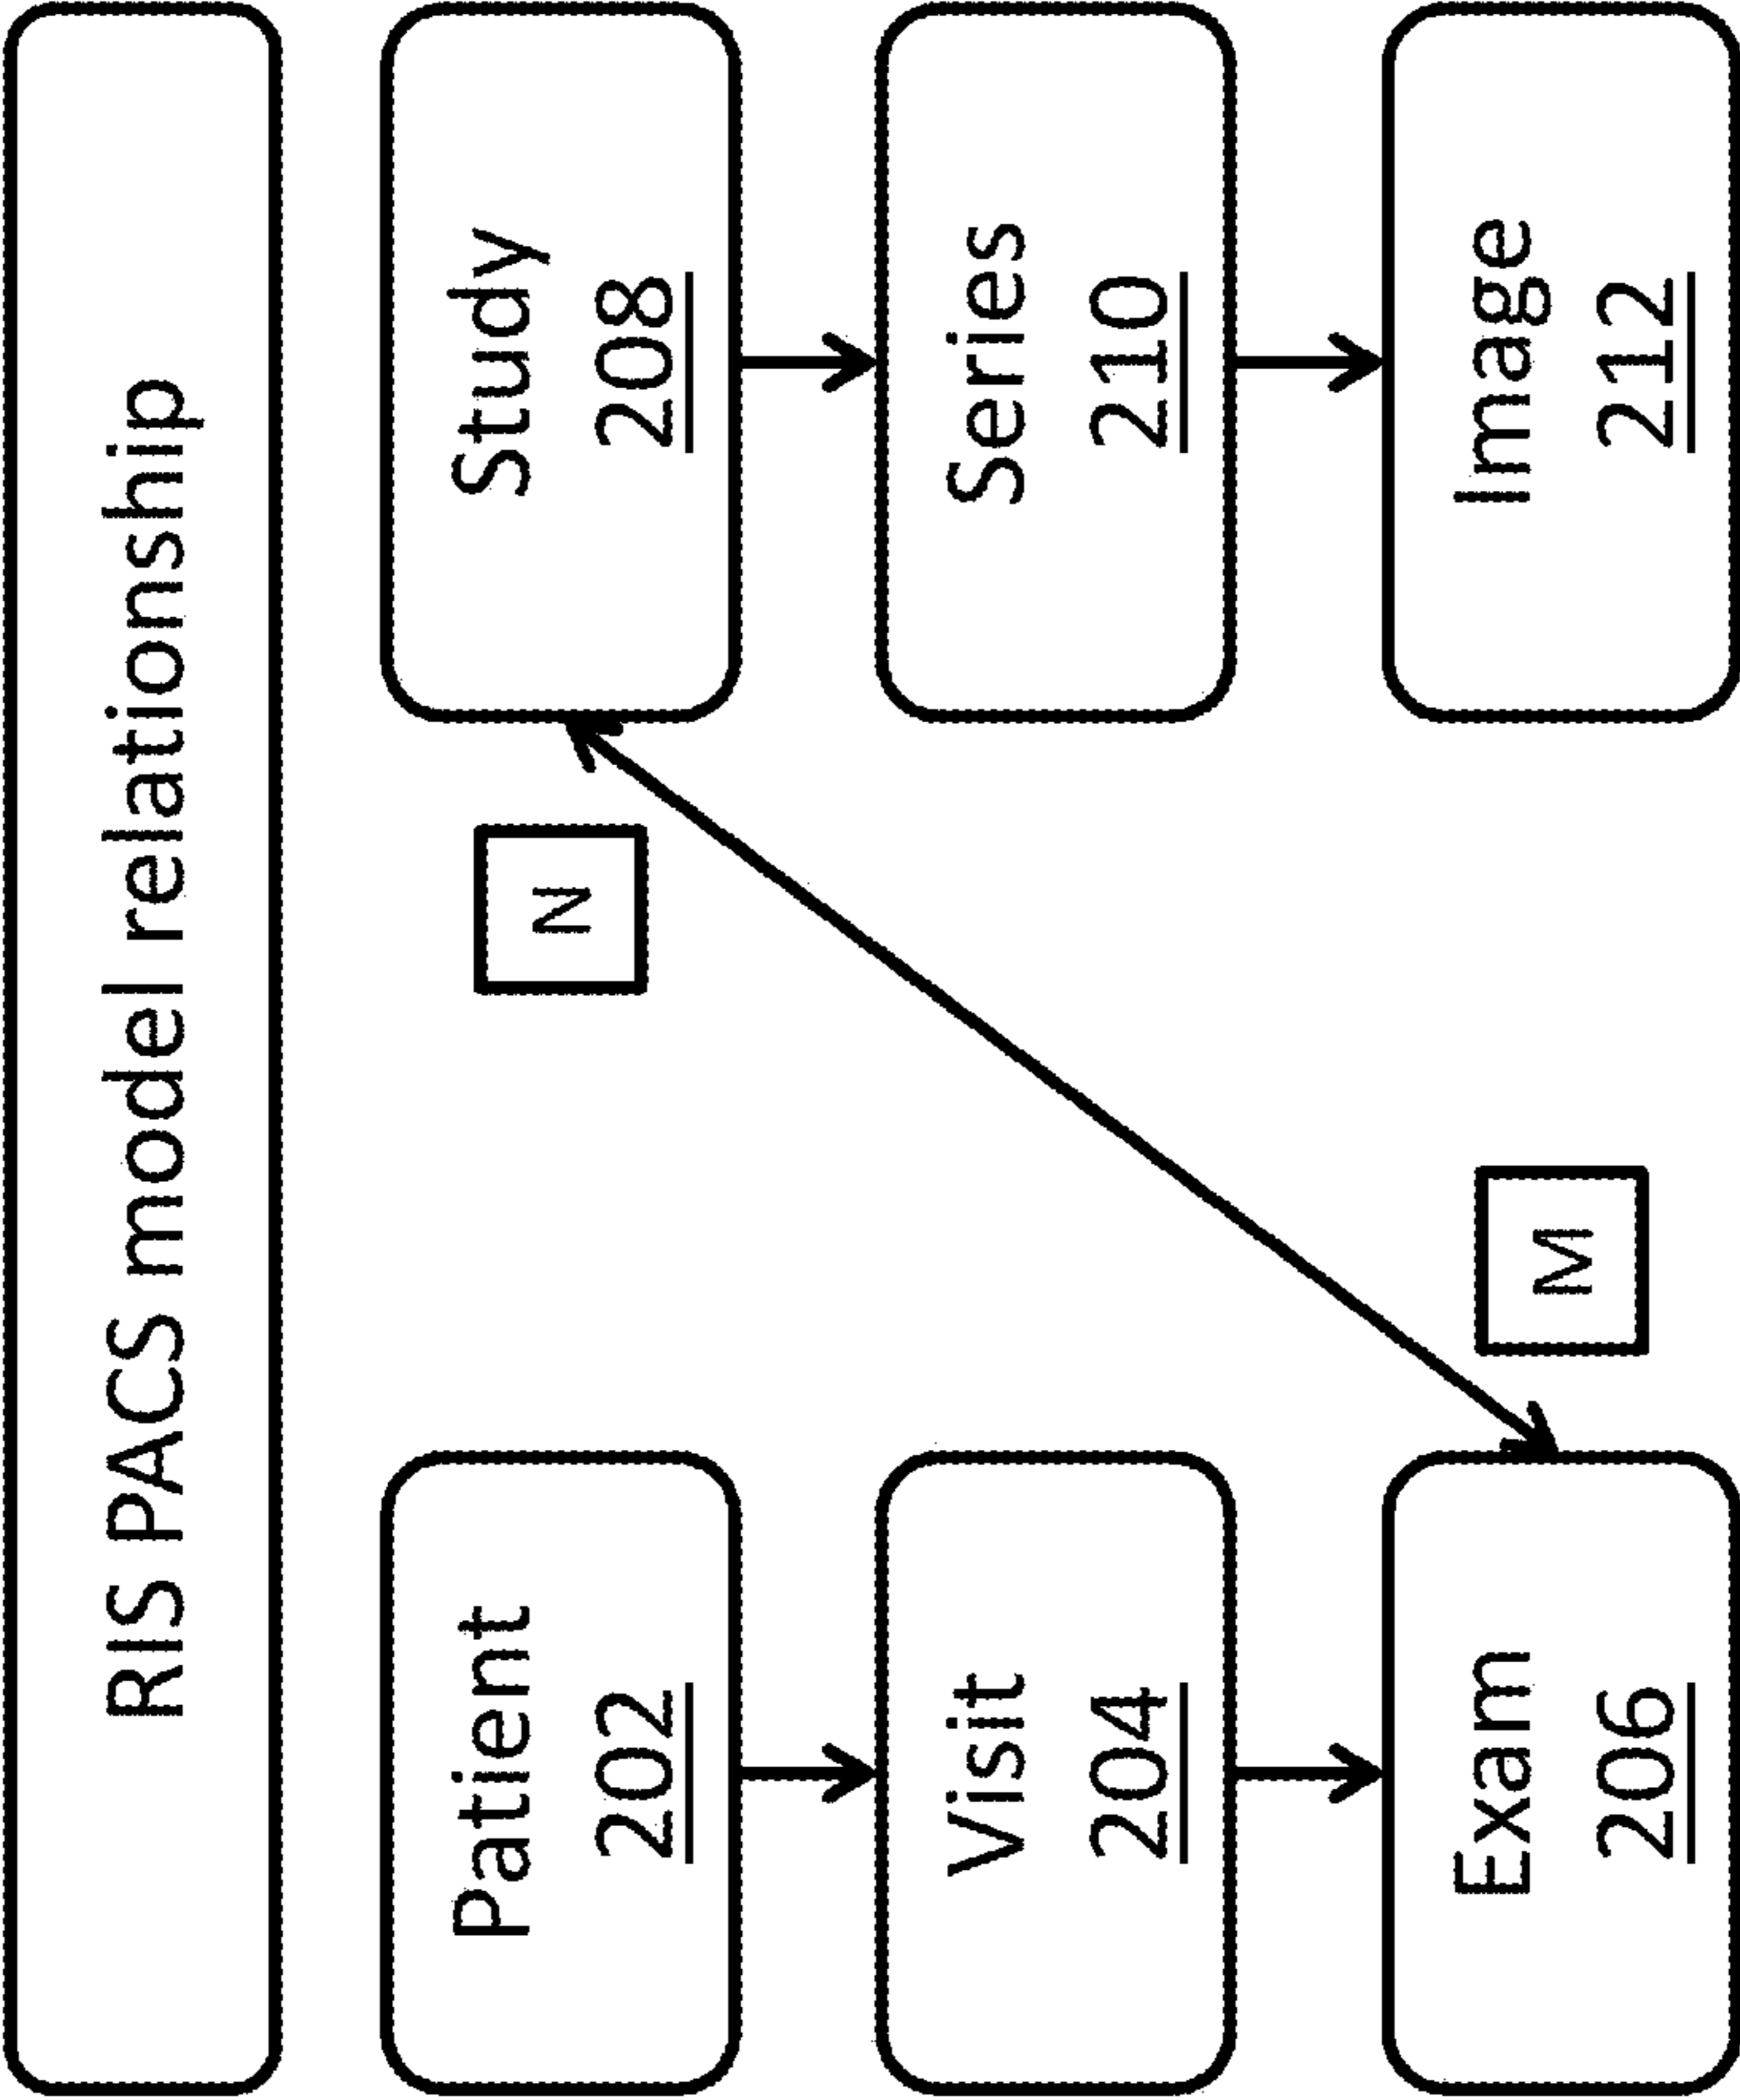 RIS PACS model relationship
Patient
202
Study
208
N
Visit
204
Series
210
M
Exam
206
Image
212